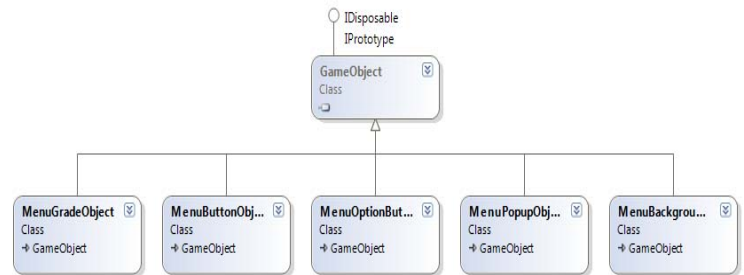 IDisposable
IPrototype
GameObject
Class
MenuGradeObject
Class
GameObject
MenuButtonObj...
Class
GameObject
MenuOptionBut...
Class
GameObject
MenuPopupObj...
Class
GameObject
MenuBackgrou...
Class
GameObject